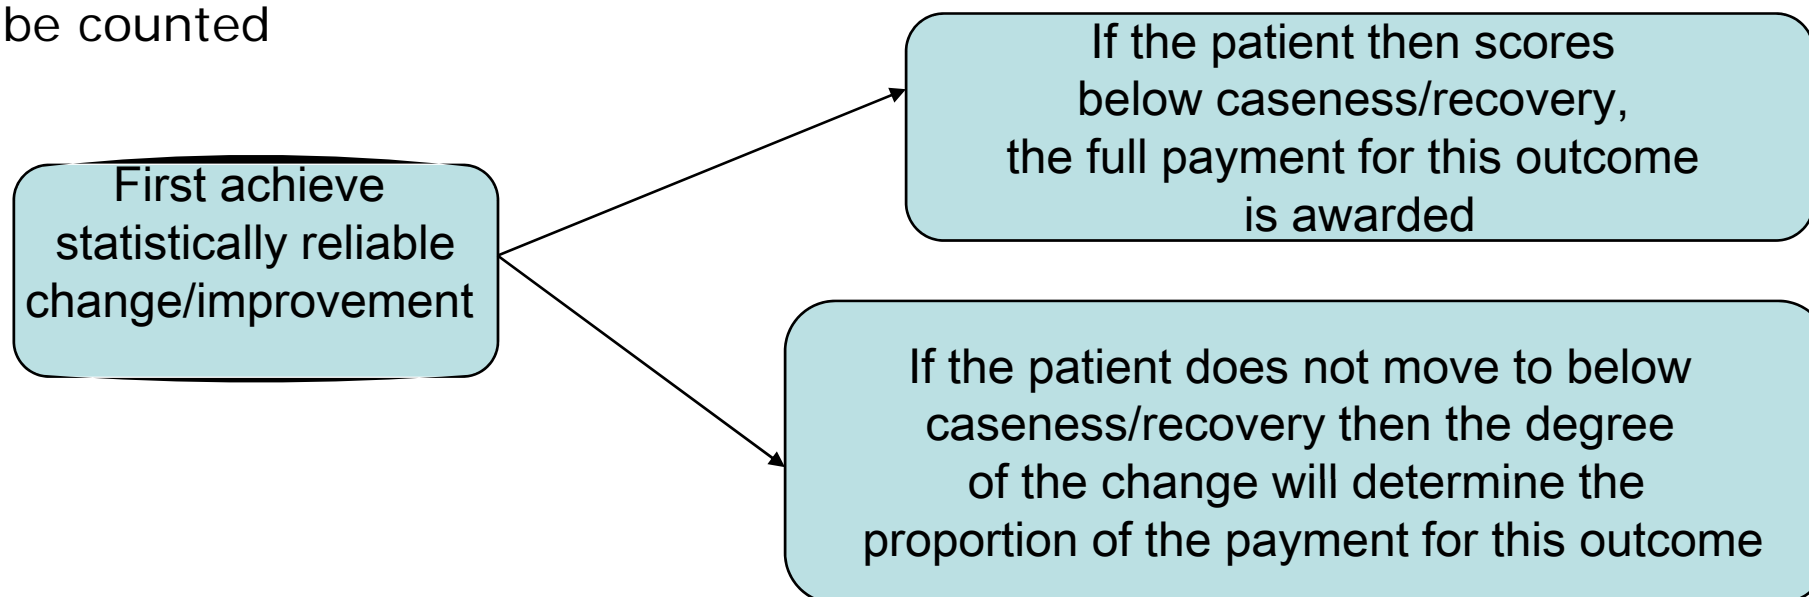 be counted
First achieve
statistically reliable
change/improvement
If the patient then scores
below caseness/recovery,
the full payment for this outcome
is awarded
If the patient does not move to below
caseness/recovery then the degree
of the change will determine the
proportion of the payment for this outcome